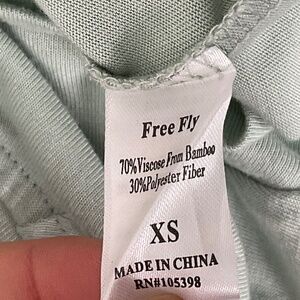 Free Fly
70%Viscose From Bamboo
30%Polyester Fiber
XS
MADE IN CHINA
RN#105398